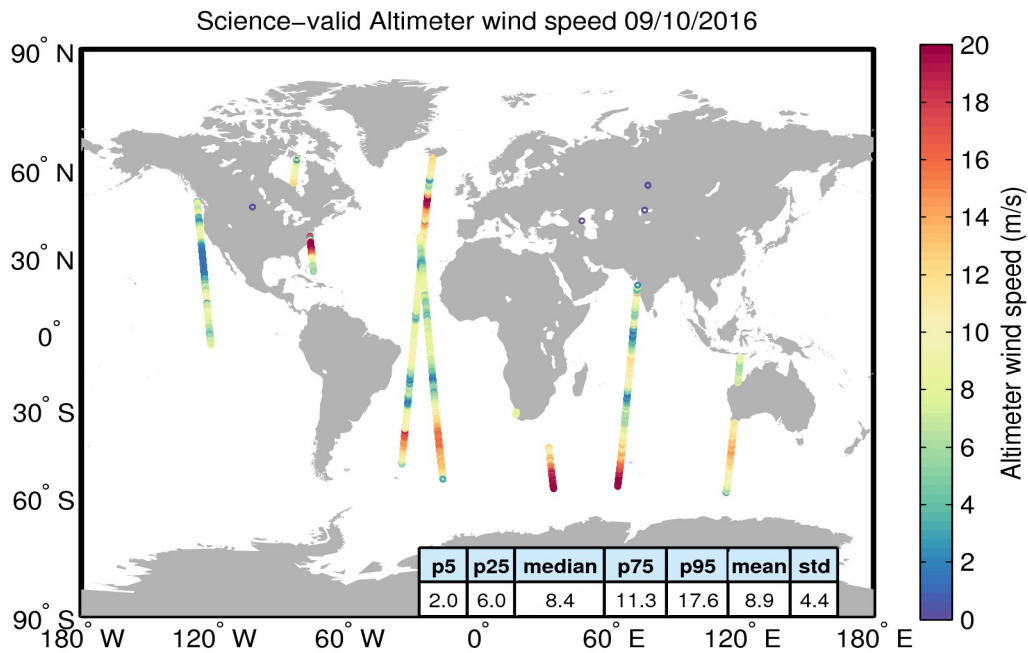 Science−valid Altimeter wind speed 09/10/2016
90° N
60° N
30° N
0°
30° S
60° S
90° S
180° W
120° W
60° W
0°
60° E
120° E
180° E
p5 p25 median p75 p95 mean std
2.0 6.0 8.4 11.3 17.6 8.9 4.4
20
18
16
14
12
10
8
6
4
2
0
Altimeter wind speed (m/s)